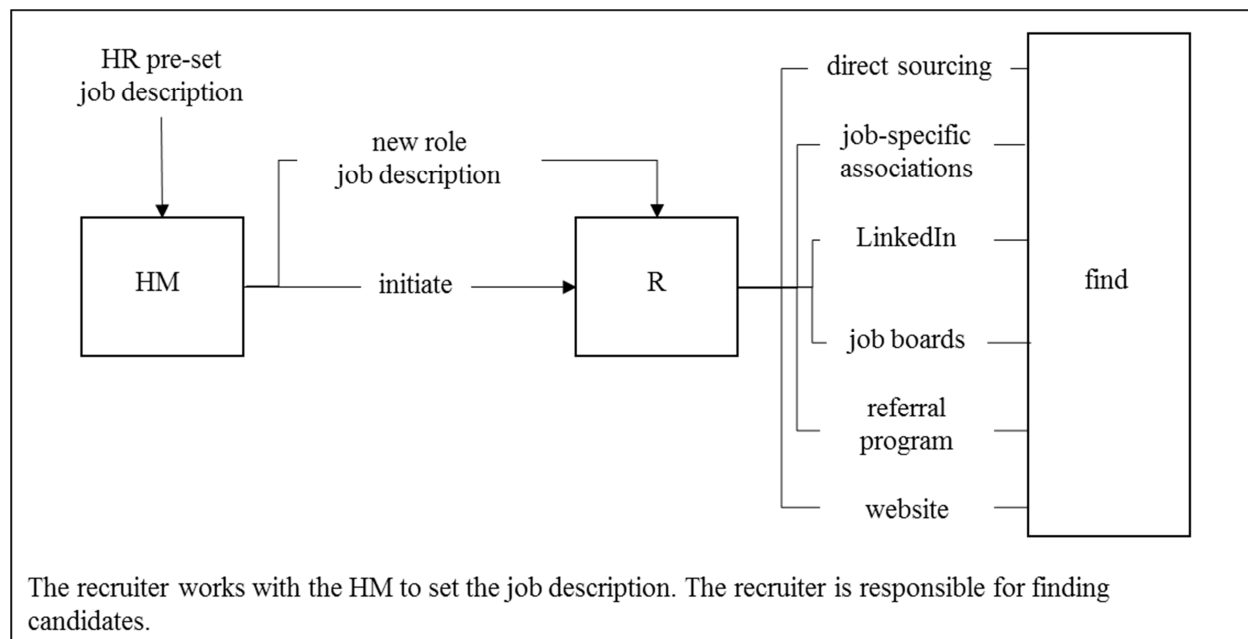 HR pre-set
job description
new role
job description
HM
initiate
R
direct sourcing
job-specific
associations
LinkedIn
job boards
referral
program
website
find
The recruiter works with the HM to set the job description. The recruiter is responsible for finding
candidates.